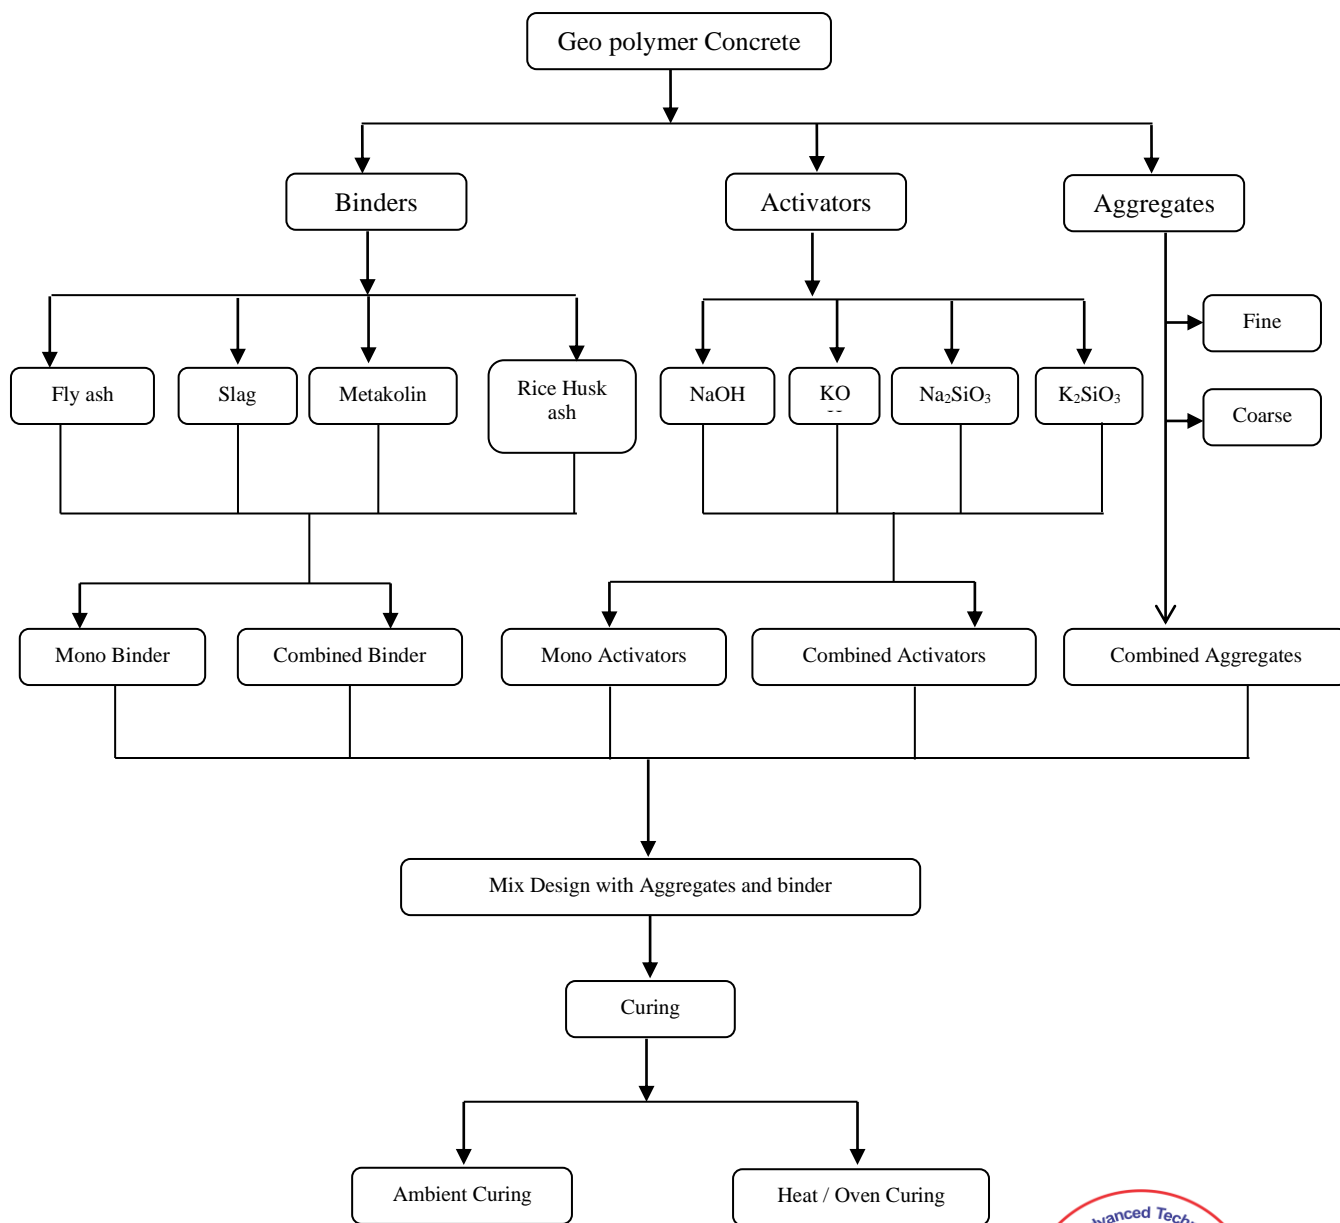 Geo polymer Concrete
Binders
Activators
Aggregates
Fine
Fly ash
Slag
Metakolin
Rice Husk
ash
NaOH
KO
Na₂SiO₃
K₂SiO₃
Coarse
Mono Binder
Combined Binder
Mono Activators
Combined Activators
Combined Aggregates
Mix Design with Aggregates and binder
Curing
Ambient Curing
Heat / Oven Curing